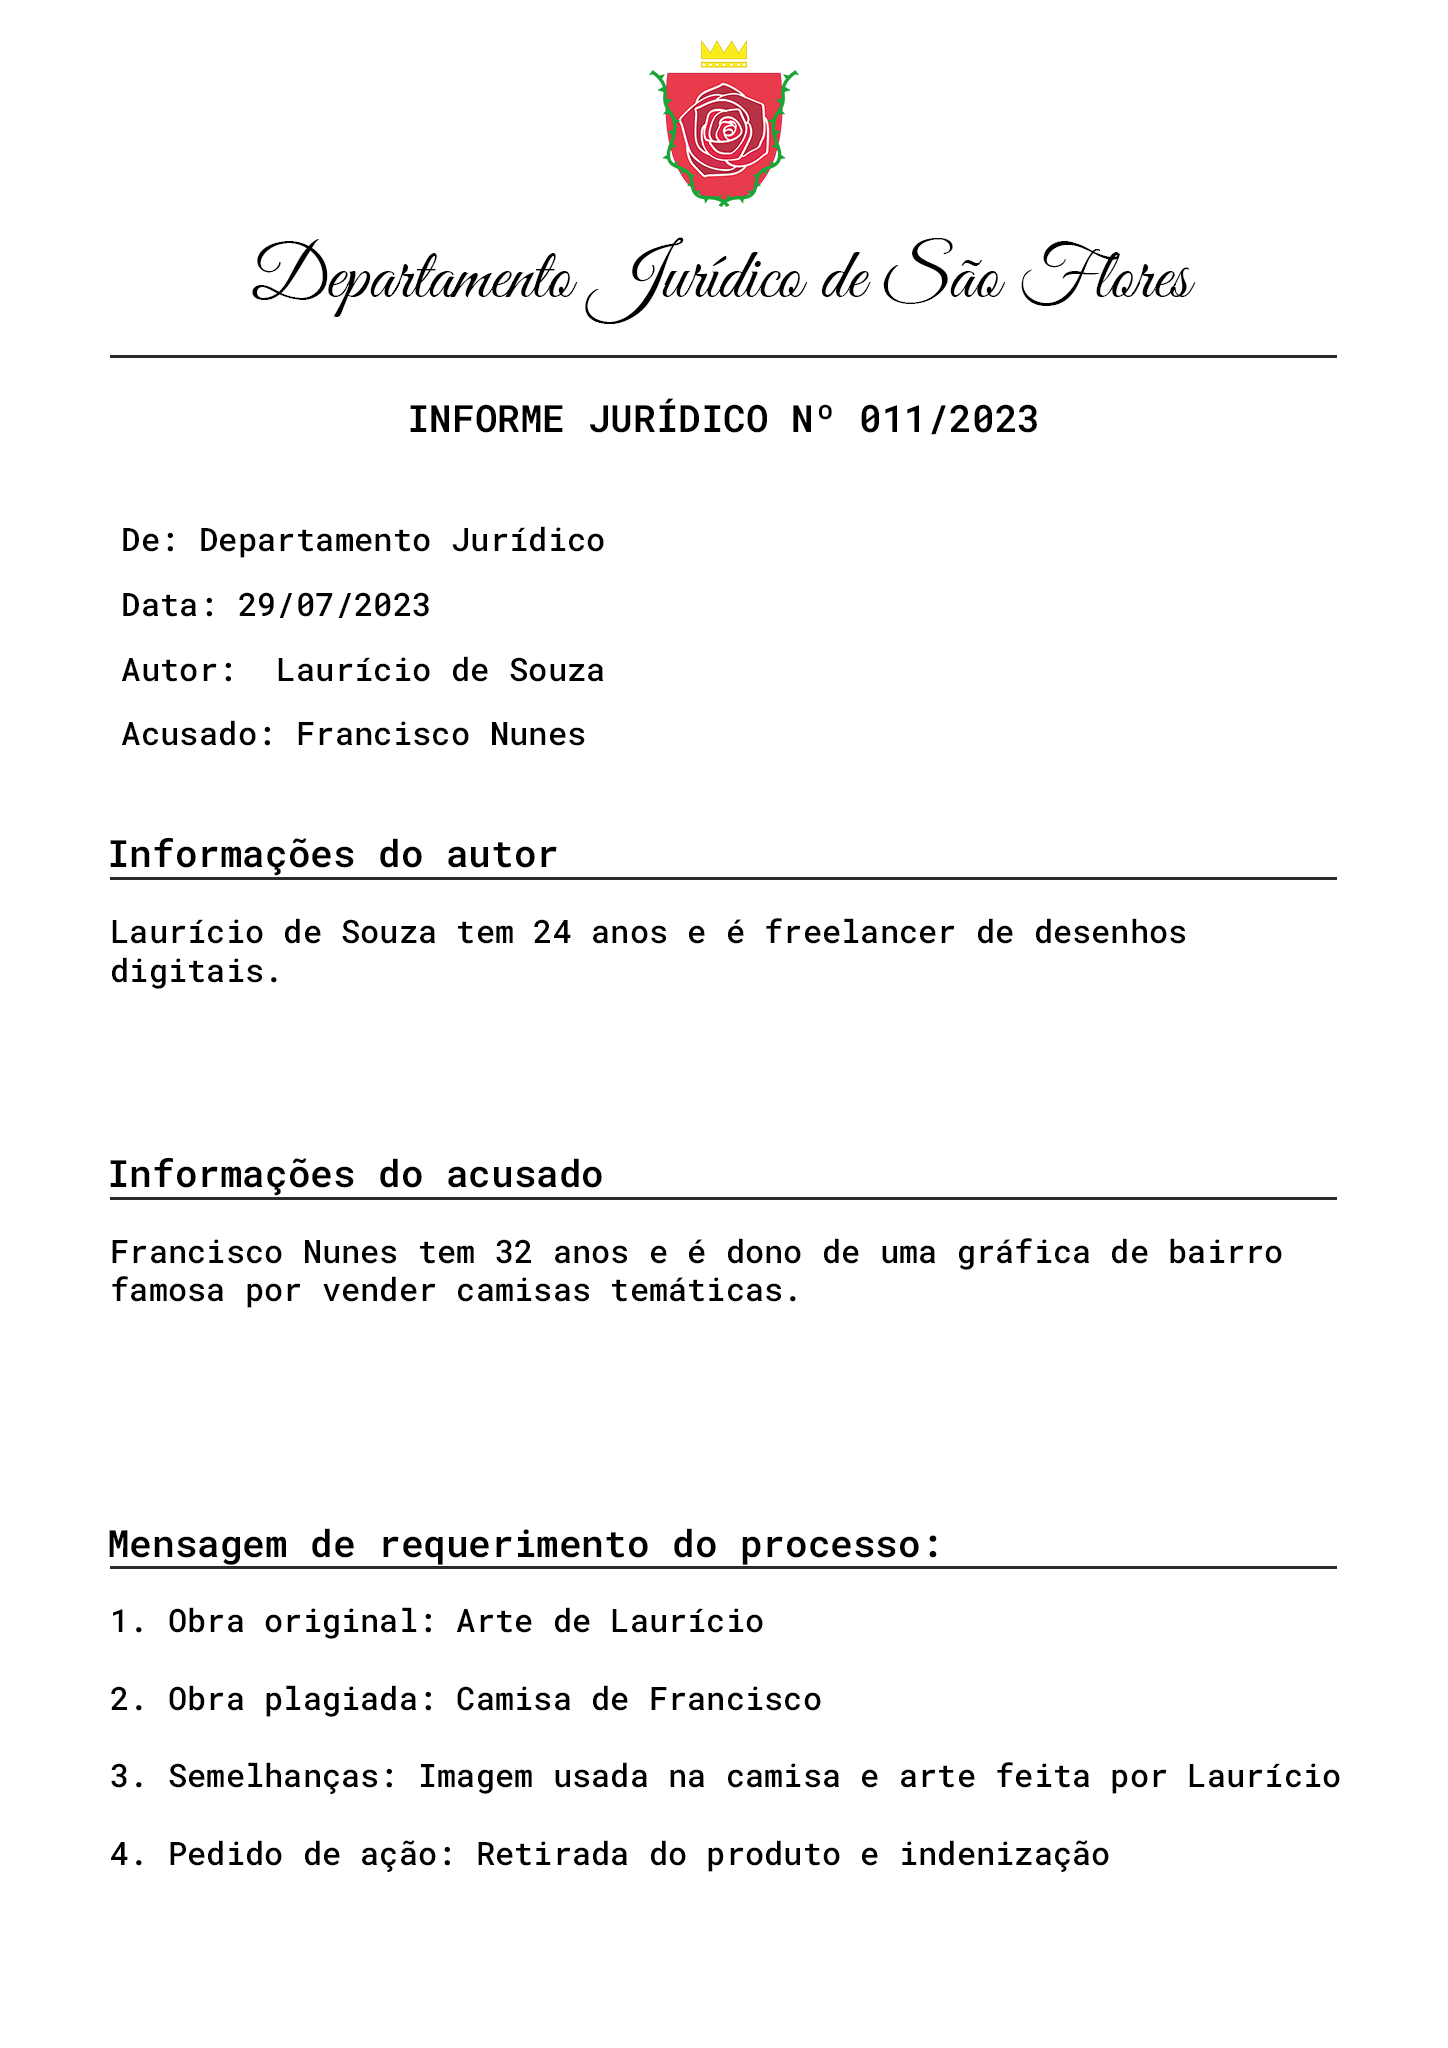 Departamento Jurídico de São Flores
INFORME JURÍDICO Nº 011/2023
De: Departamento Jurídico
Data: 29/07/2023
Autor:  Laurício de Souza
Acusado: Francisco Nunes
Informações do autor
Laurício de Souza tem 24 anos e é freelancer de desenhos
digitais.
Informações do acusado
Francisco Nunes tem 32 anos e é dono de uma gráfica de bairro
famosa por vender camisas temáticas.
Mensagem de requerimento do processo:
1. Obra original: Arte de Laurício
2. Obra plagiada: Camisa de Francisco
3. Semelhanças: Imagem usada na camisa e arte feita por Laurício
4. Pedido de ação: Retirada do produto e indenização